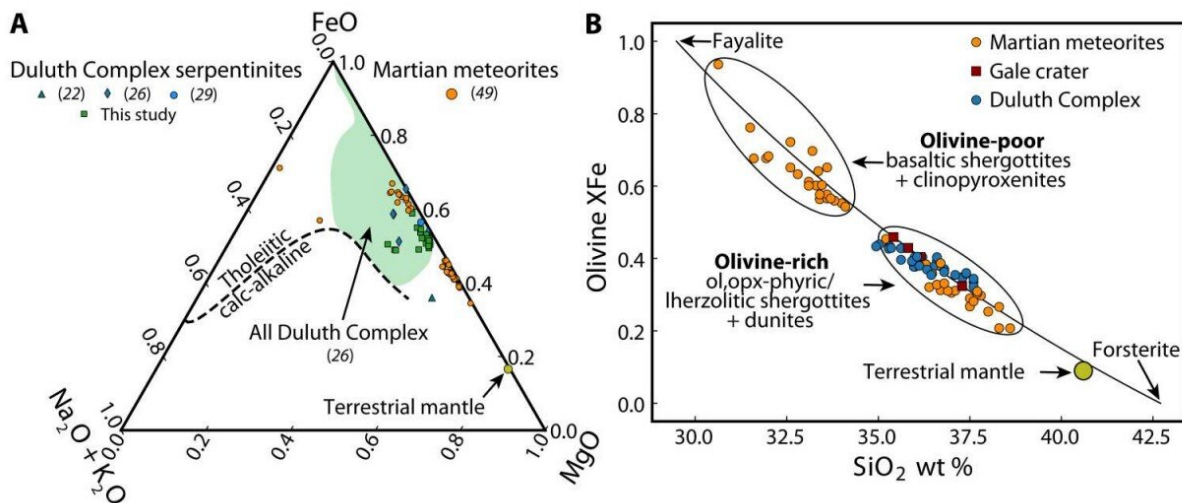 A
FeO
Duluth Complex serpentinites
(22) (26) (29)
This study
Martian meteorites
(49)
0.0
1.0
0.2
0.8
0.4
0.6
0.6
0.4
0.8
0.2
1.0
0.0
Tholeiitic
calc-alkaline
All Duluth Complex
(26)
Terrestrial mantle
0.0
0.2
0.4
0.6
0.8
1.0
Na₂O + K₂O
MgO
B
Fayalite
Martian meteorites
Gale crater
Duluth Complex
Olivine-poor
basaltic shergottites
+ clinopyroxenites
Olivine-rich
ol,opx-phyric/
lherzolitic shergottites
+ dunites
Forsterite
Terrestrial mantle
Olivine XFe
1.0
0.8
0.6
0.4
0.2
0.0
30.0 32.5 35.0 37.5 40.0 42.5
SiO₂ wt %